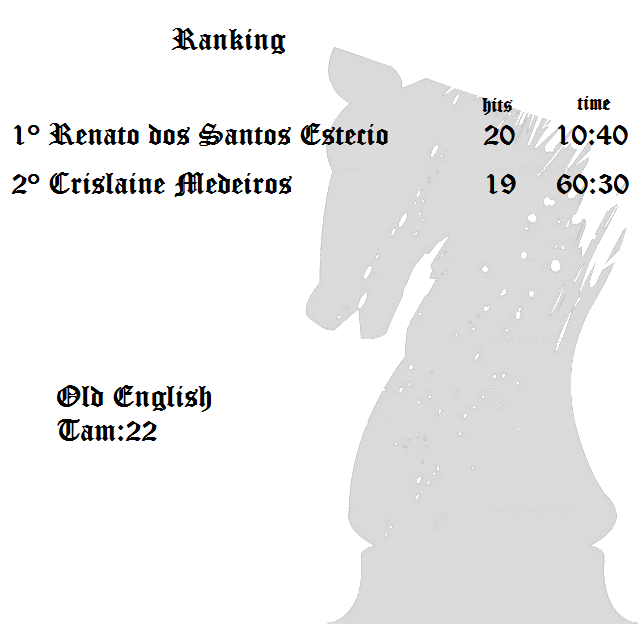 Ranking
hits time
1° Renato dos Santos Estecio 20 10:40
2° Crislaine Medeiros 19 60:30
Old English
Tam:22